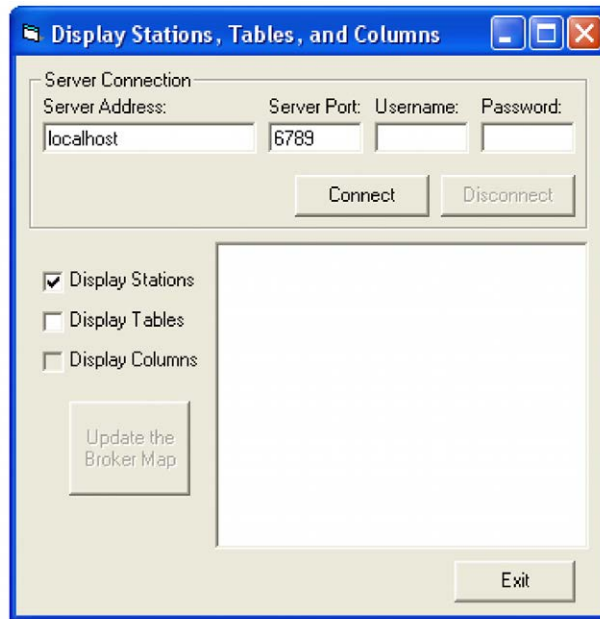 Display Stations, Tables, and Columns
Server Connection
Server Address: Server Port: Username: Password:
localhost 6789
Connect Disconnect
Display Stations
Display Tables
Display Columns
Update the
Broker Map
Exit